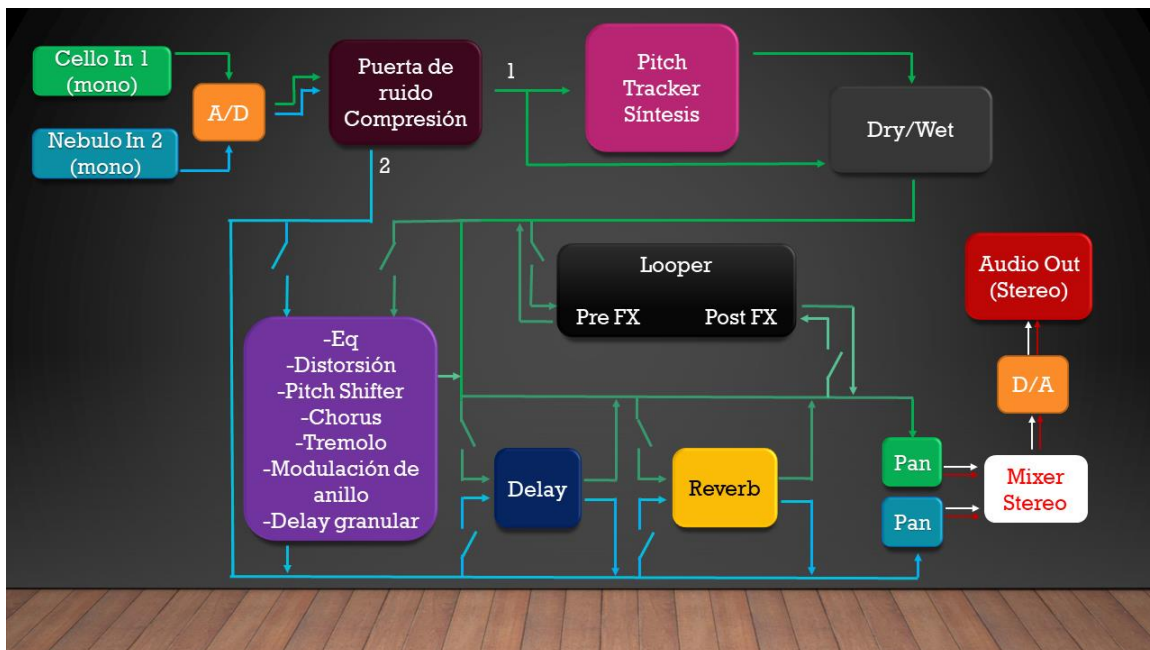 Cello In 1
(mono)
Nebulo In 2
(mono)
A/D
Puerta de
ruido
Compresión
1
2
Pitch
Tracker
Síntesis
Dry/Wet
Looper
Pre FX
Post FX
Audio Out
(Stereo)
D/A
-Eq
-Distorsión
-Pitch Shifter
-Chorus
-Tremolo
-Modulación de
anillo
-Delay granular
Delay
Reverb
Pan
Pan
Mixer
Stereo